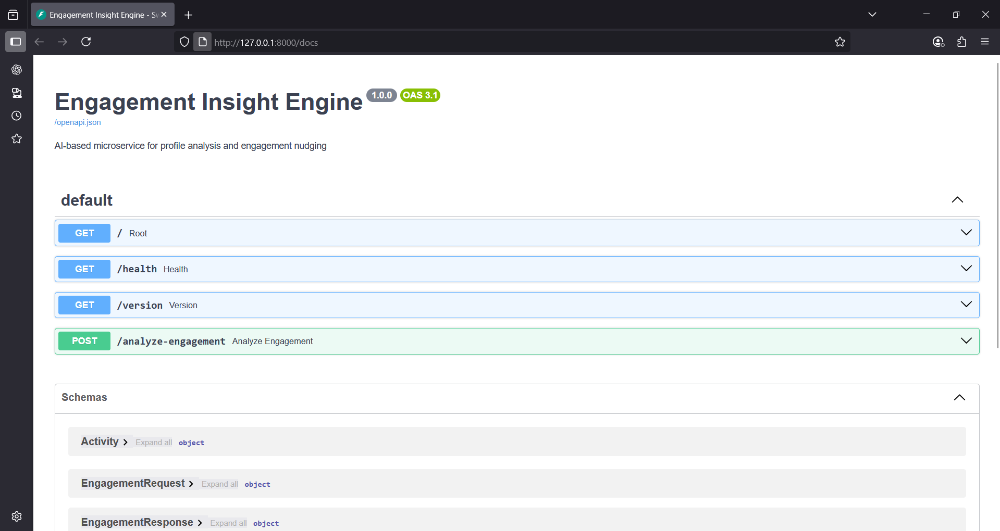 Engagement Insight Engine - Sw
http://127.0.0.1:8000/docs
Engagement Insight Engine 1.0.0 OAS 3.1
/openapi.json
AI-based microservice for profile analysis and engagement nudging
default
GET / Root
GET /health Health
GET /version Version
POST /analyze-engagement Analyze Engagement
Schemas
Activity Expand all object
EngagementRequest Expand all object
EngagementResponse Expand all object